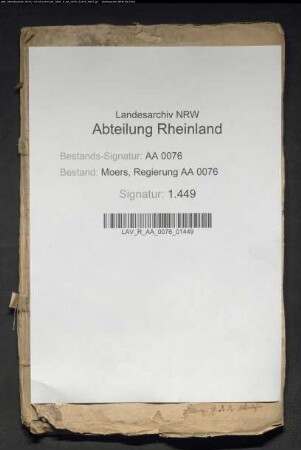 Landesarchiv NRW
Abteilung Rheinland
Bestands-Signatur: AA 0076
Bestand: Moers, Regierung AA 0076
Signatur: 1.449
LAV_R_AA_0076_01449